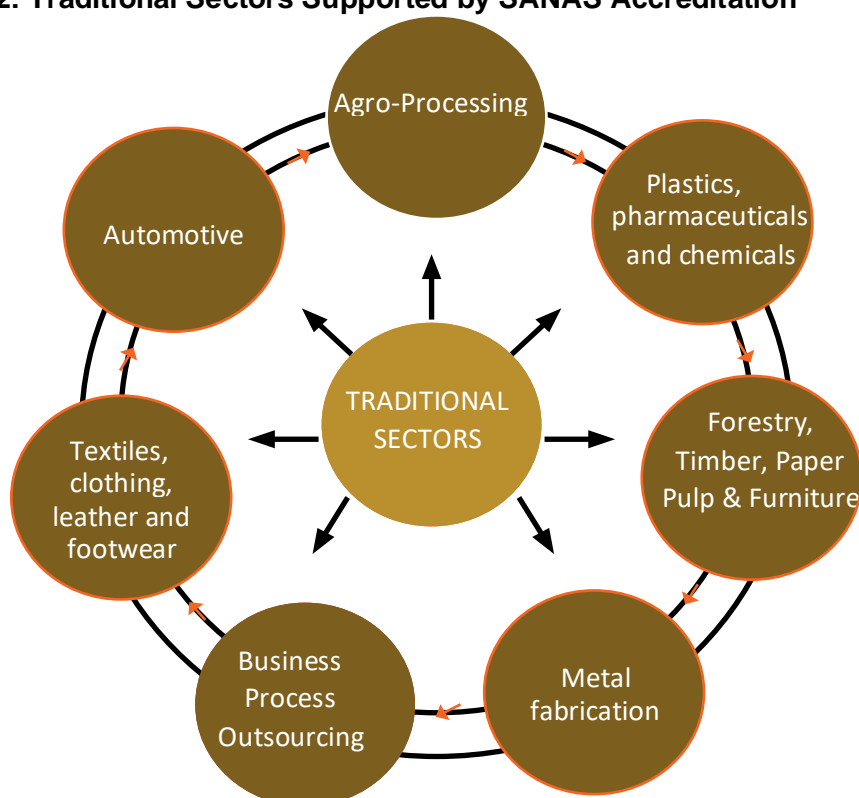 2. Traditional Sectors Supported by SANAS Accreditation
Agro-Processing
Plastics,
pharmaceuticals
and chemicals
Automotive
TRADITIONAL
SECTORS
Forestry,
Timber, Paper
Pulp & Furniture
Textiles,
clothing,
leather and
footwear
Business
Process
Outsourcing
Metal
fabrication